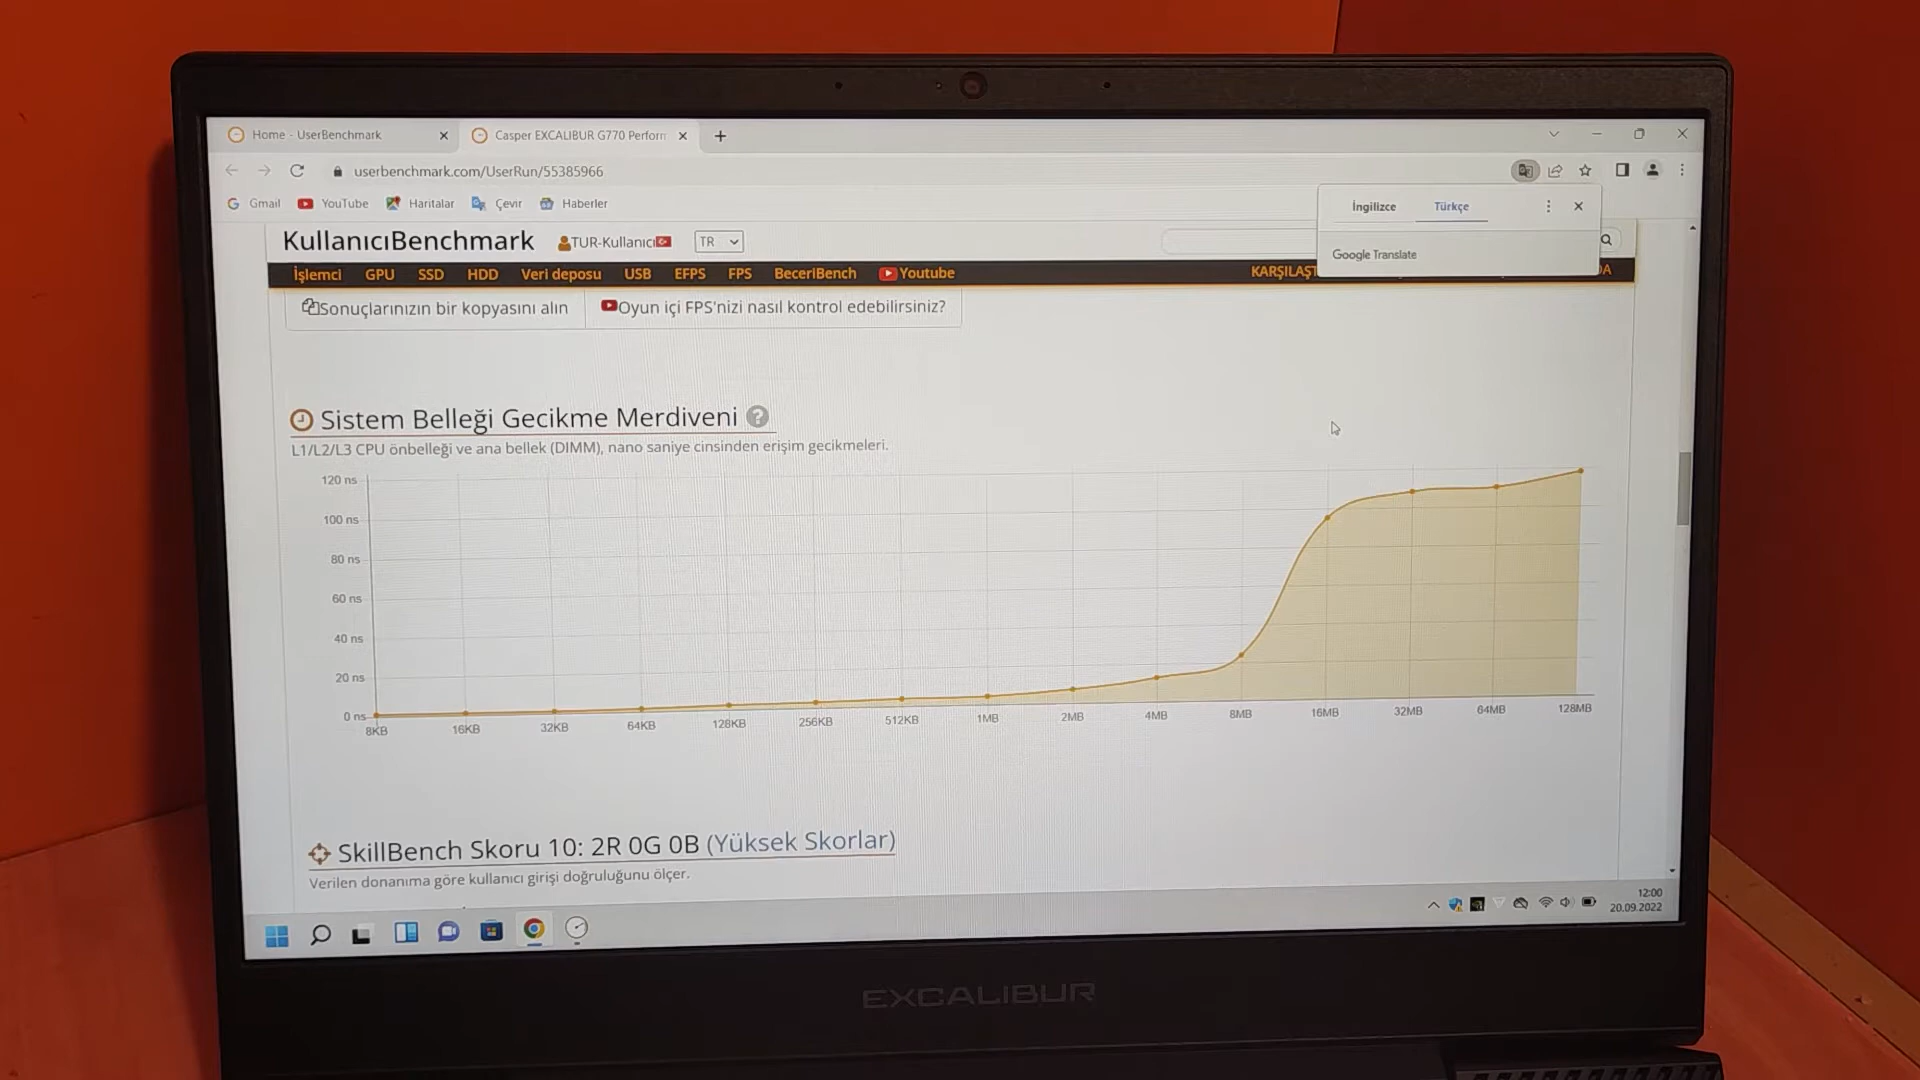 Home - UserBenchmark
Casper EXCALIBUR G770 Perform
userbenchmark.com/UserRun/55385966
Gmail YouTube Haritalar Çevir Haberler
İngilizce Türkçe
Google Translate
KullanıcıBenchmark TUR-Kullanıcı TR
İşlemci GPU SSD HDD Veri deposu USB EFPS FPS BeceriBench Youtube KARŞILAŞT DA
Sonuçlarınızın bir kopyasını alın Oyun içi FPS'nizi nasıl kontrol edebilirsiniz?
Sistem Belleği Gecikme Merdiveni ?
L1/L2/L3 CPU önbelleği ve ana bellek (DIMM), nano saniye cinsinden erişim gecikmeleri.
120 ns
100 ns
80 ns
60 ns
40 ns
20 ns
0 ns
8KB 16KB 32KB 64KB 128KB 256KB 512KB 1MB 2MB 4MB 8MB 16MB 32MB 64MB 128MB
SkillBench Skoru 10: 2R 0G 0B (Yüksek Skorlar)
Verilen donanıma göre kullanıcı girişi doğruluğunu ölçer.
12:00
20.09.2022
EXCALIBUR